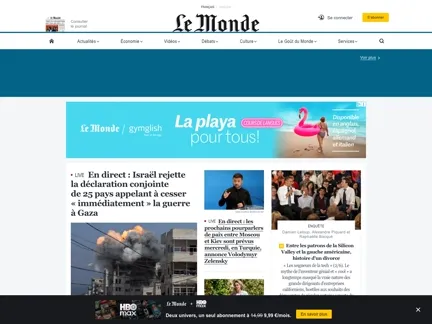 Français
Consulter
le journal
Le Monde
Se connecter
S'abonner
Actualités
Économie
Vidéos
Débats
Culture
Le Goût du Monde
Services
Voir plus
Le Monde / gymglish
La playa
COURS DE LANGUES
pour tous!
Disponible
en anglais,
espagnol,
allemand
et italien
LIVE En direct : Israël rejette
la déclaration conjointe
de 25 pays appelant à cesser
« immédiatement » la guerre
à Gaza
LIVE En direct : les
prochains pourparlers
de paix entre Moscou
et Kiev sont prévus
mercredi, en Turquie,
annonce Volodymyr
Zelensky
ENQUÊTE
Damien Leloup, Alexandre Piquard et
Raphaëlle Bacqué
Entre les patrons de la Silicon
Valley et la gauche américaine,
histoire d'un divorce
« Les seigneurs de la tech » (2/6). Le
mythe de l'inventeur génial et « cool » a
longtemps masqué la vraie nature
des grands dirigeants d'entreprises
californiens,
HBO
max
Le Monde + HBO max
Deux univers, un seul abonnement à 14,99 9,99 €/mois.
En savoir plus